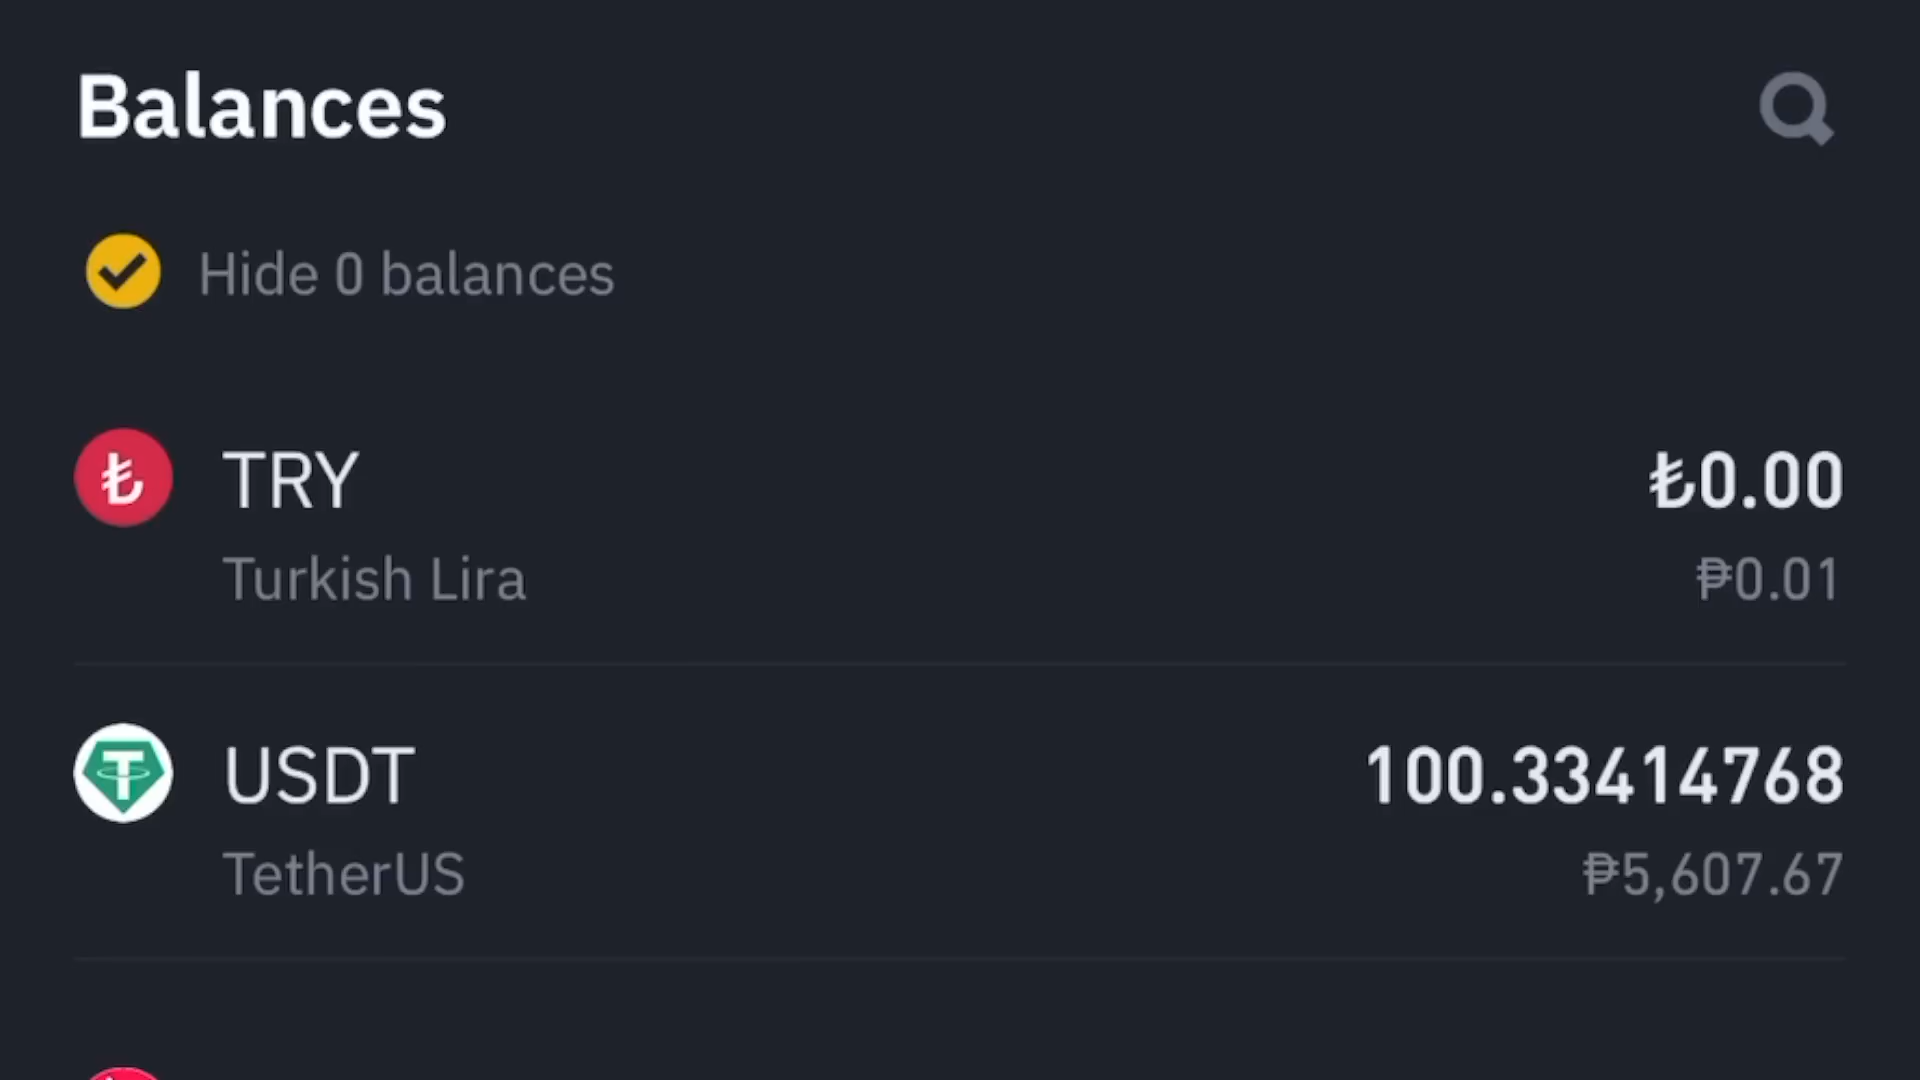 Balances
Hide 0 balances
TRY ₺0.00
Turkish Lira ₱0.01
USDT 100.33414768
TetherUS ₱5,607.67